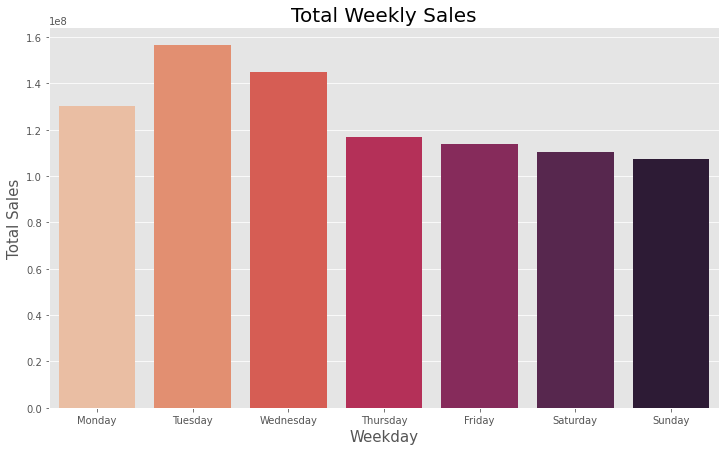 Total Weekly Sales
1e8
1.6
1.4
1.2
1.0
0.8
0.6
0.4
0.2
0.0
Total Sales
Monday Tuesday Wednesday Thursday Friday Saturday Sunday
Weekday